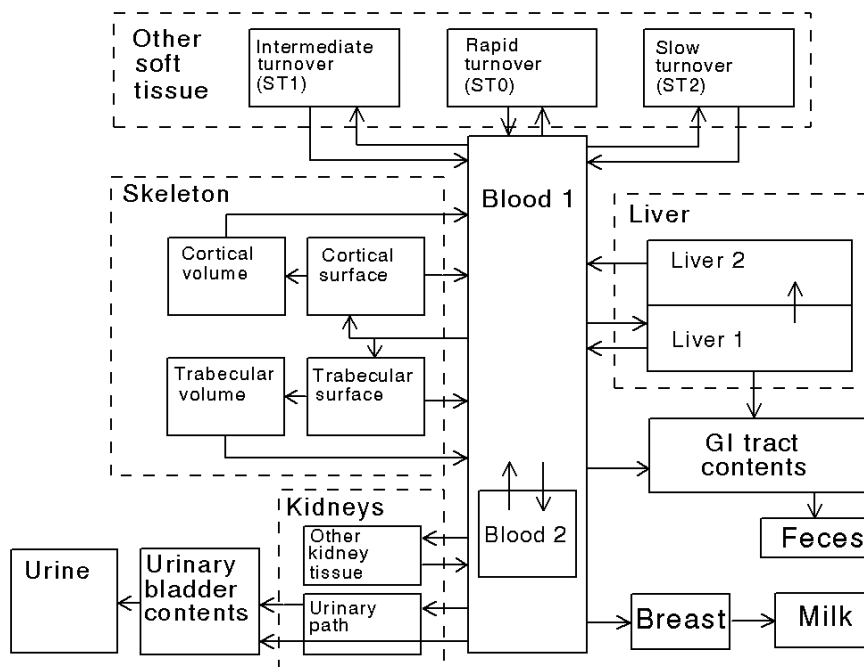 Other
soft
tissue
Intermediate
turnover
(ST1)
Rapid
turnover
(ST0)
Slow
turnover
(ST2)
Skeleton
Cortical
volume
Cortical
surface
Trabecular
volume
Trabecular
surface
Blood 1
Blood 2
Liver
Liver 2
Liver 1
GI tract
contents
Feces
Kidneys
Other
kidney
tissue
Urinary
path
Urinary
bladder
contents
Urine
Breast
Milk